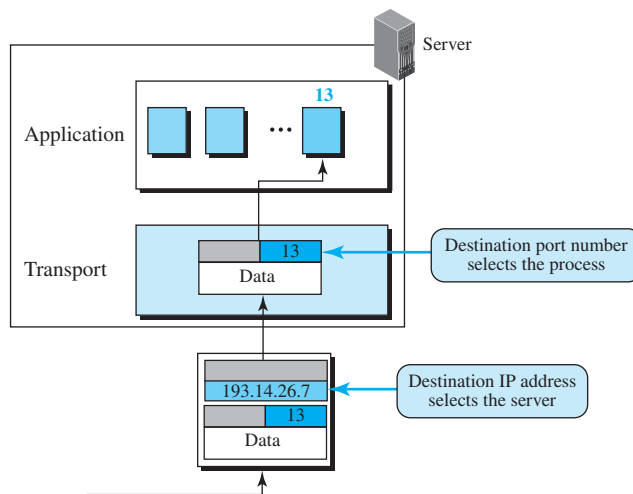 Server
13
Application
...
13
Data
Transport
Destination port number
selects the process
193.14.26.7
13
Data
Destination IP address
selects the server